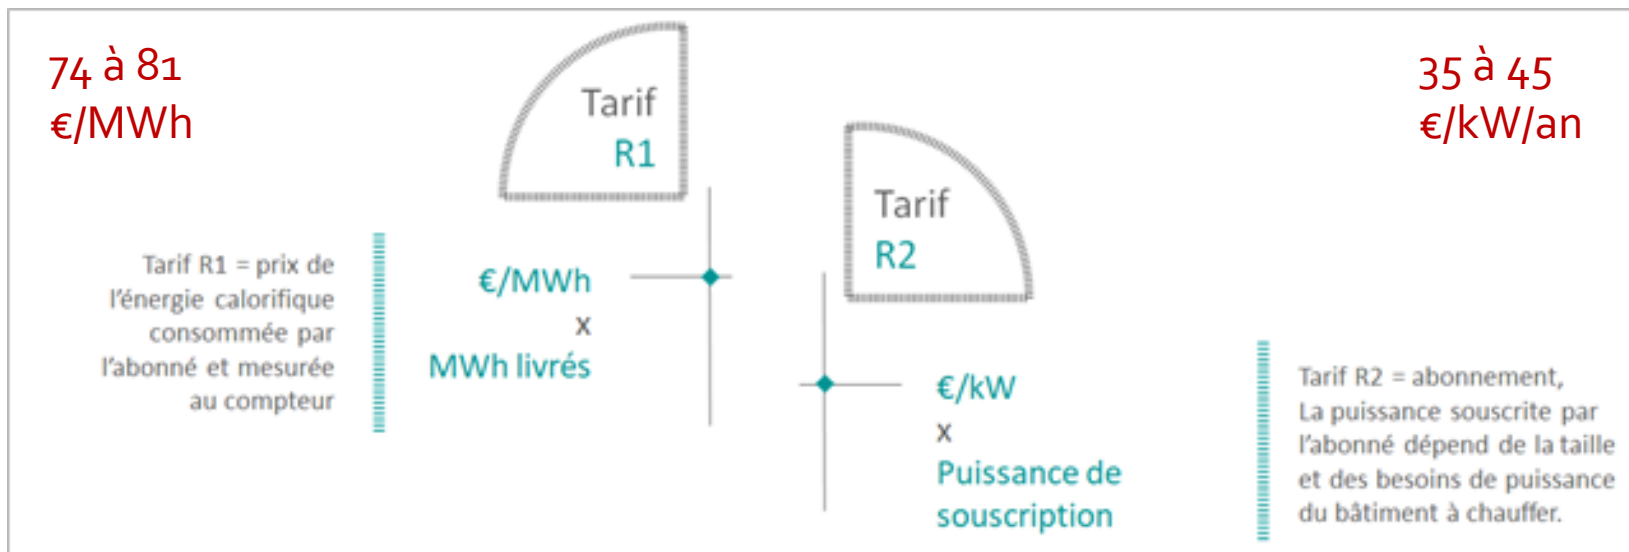 74 à 81
€/MWh
35 à 45
€/kW/an
Tarif
R1
Tarif
R2
Tarif R1 = prix de
l'énergie calorifique
consommée par
l'abonné et mesurée
au compteur
€/MWh
x
MWh livrés
€/kW
x
Puissance de
souscription
Tarif R2 = abonnement,
La puissance souscrite par
l'abonné dépend de la taille
et des besoins de puissance
du bâtiment à chauffer.